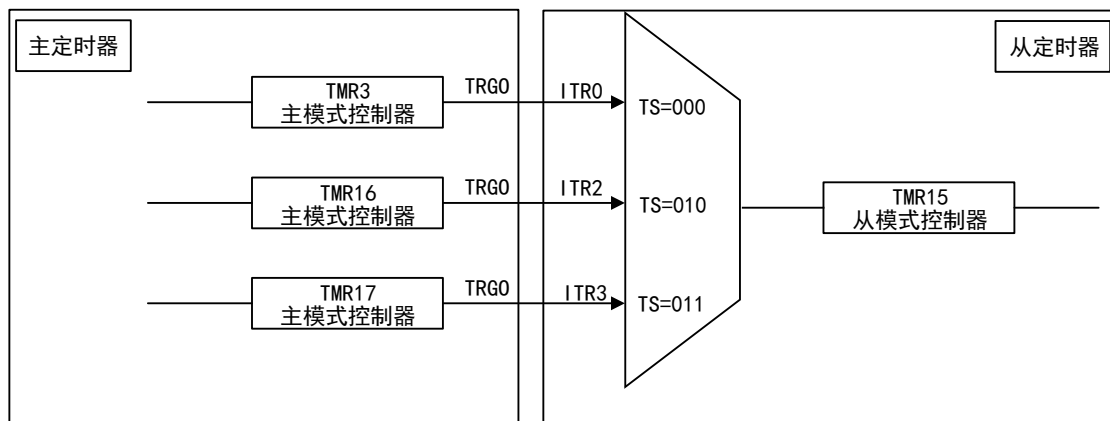 主定时器
从定时器
TMR3
主模式控制器
TRGO
ITR0
TS=000
TMR16
主模式控制器
TRGO
ITR2
TS=010
TMR15
从模式控制器
TMR17
主模式控制器
TRGO
ITR3
TS=011